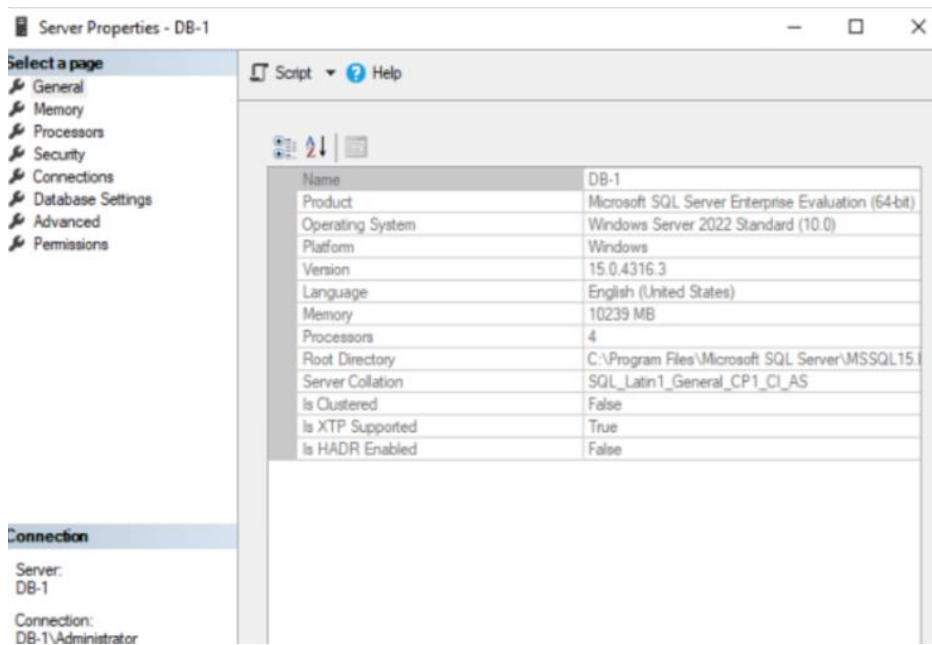 Server Properties - DB-1
Select a page
General
Memory
Processors
Security
Connections
Database Settings
Advanced
Permissions
Script
Help
Name DB-1
Product Microsoft SQL Server Enterprise Evaluation (64-bit)
Operating System Windows Server 2022 Standard (10.0)
Platform Windows
Version 15.0.4316.3
Language English (United States)
Memory 10239 MB
Processors 4
Root Directory C:\Program Files\Microsoft SQL Server\MSSQL15.
Server Collation SQL_Latin1_General_CP1_CI_AS
Is Clustered False
Is XTP Supported True
Is HADR Enabled False
Connection
Server:
DB-1
Connection:
DB-1\Administrator